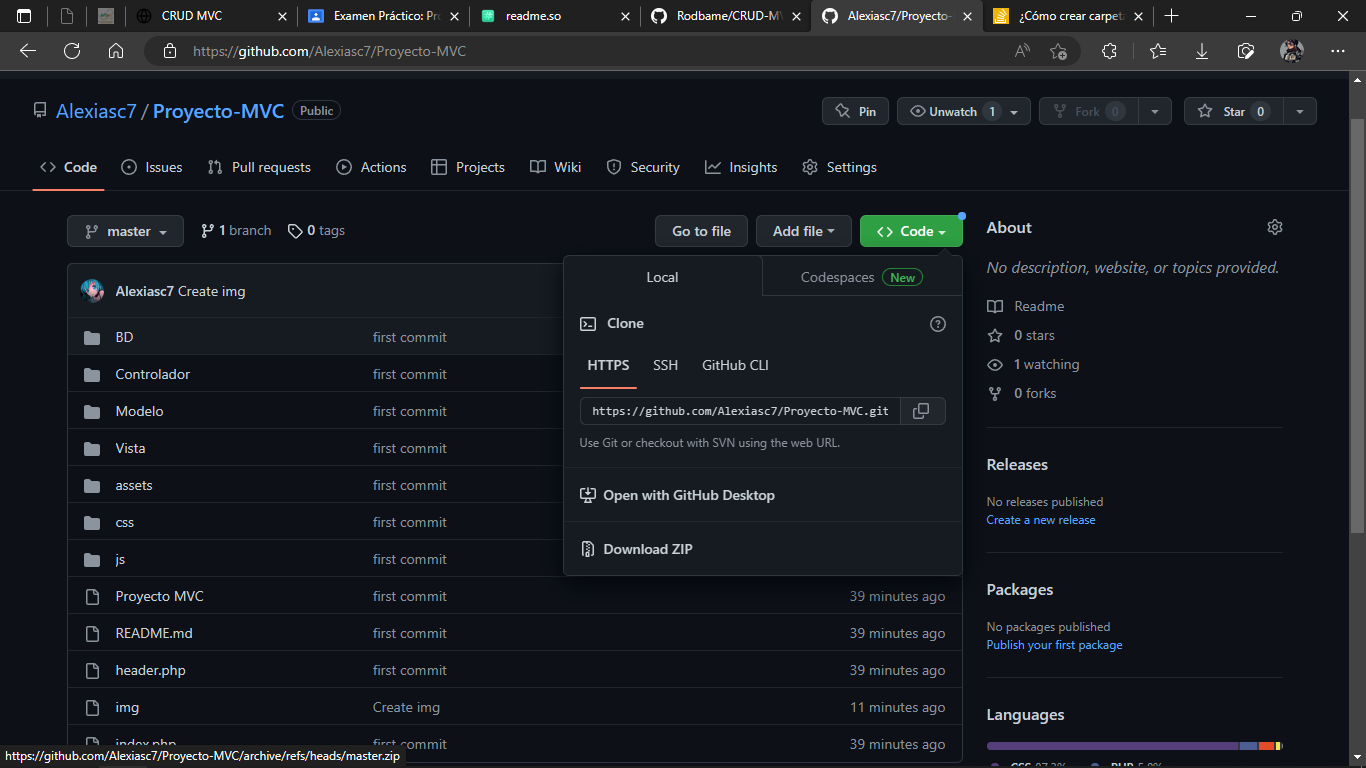 CRUD MVC
Examen Práctico: Pro
readme.so
Rodbame/CRUD-MV
Alexiasc7/Proyecto-
¿Cómo crear carpeta
https://github.com/Alexiasc7/Proyecto-MVC
Alexiasc7 / Proyecto-MVC Public
Pin
Unwatch 1
Fork 0
Star 0
Code
Issues
Pull requests
Actions
Projects
Wiki
Security
Insights
Settings
master
1 branch
0 tags
Go to file
Add file
Code
Alexiasc7 Create img
BD first commit
Controlador first commit
Modelo first commit
Vista first commit
assets first commit
css first commit
js first commit
Proyecto MVC first commit 39 minutes ago
README.md first commit 39 minutes ago
header.php first commit 39 minutes ago
img Create img 11 minutes ago
index.php first commit 39 minutes ago
Local
Codespaces New
Clone
HTTPS SSH GitHub CLI
https://github.com/Alexiasc7/Proyecto-MVC.git
Use Git or checkout with SVN using the web URL.
Open with GitHub Desktop
Download ZIP
About
No description, website, or topics provided.
Readme
0 stars
1 watching
0 forks
Releases
No releases published
Create a new release
Packages
No packages published
Publish your first package
Languages
https://github.com/Alexiasc7/Proyecto-MVC/archive/refs/heads/master.zip